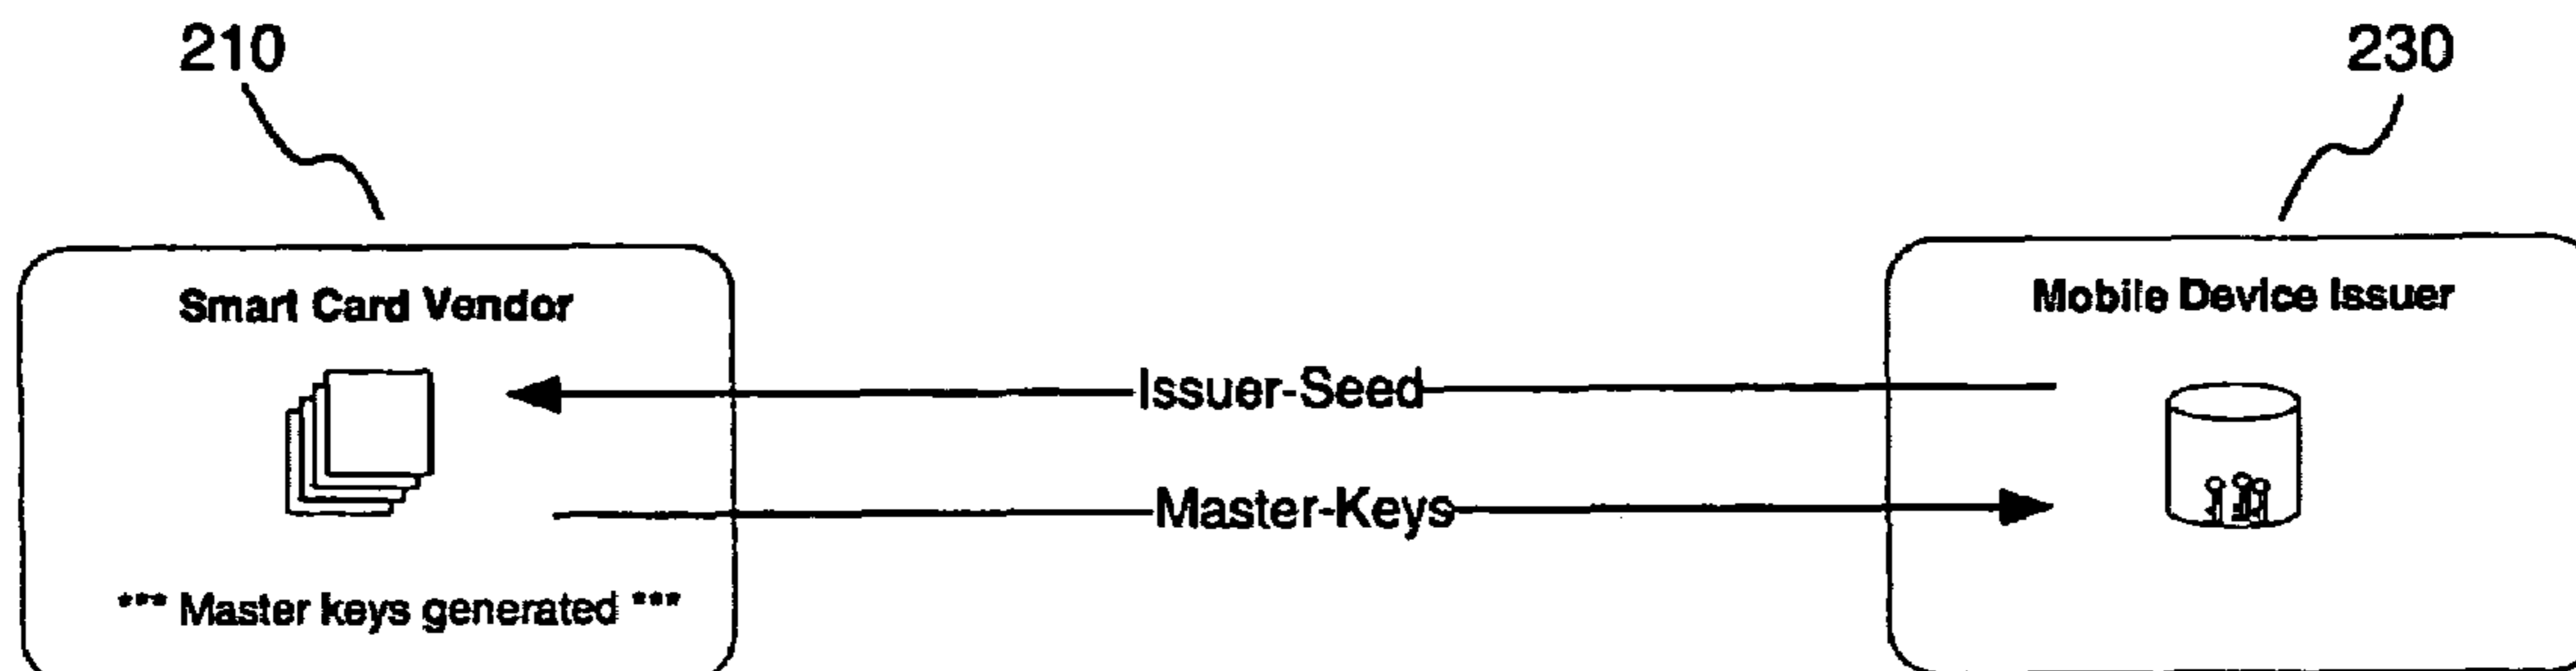 210
230
Smart Card Vendor
Mobile Device Issuer
Issuer-Seed
Master-Keys
*** Master keys generated ***